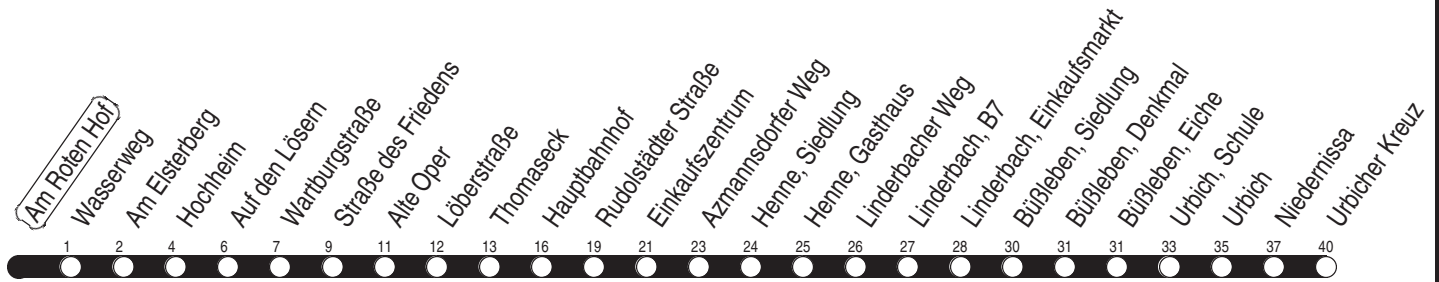 Am Roten Hof
Wasserweg
Am Elsterberg
Hochheim
Auf den Lösern
Wartburgstraße
Straße des Friedens
Alte Oper
Löberstraße
Thomaseck
Hauptbahnhof
Rudolstädter Straße
Einkaufszentrum
Azmannsdorfer Weg
Henne, Siedlung
Henne, Gasthaus
Linderbacher Weg
Linderbach, B7
Linderbach, Einkaufsmarkt
Büßleben, Siedlung
Büßleben, Denkmal
Büßleben, Eiche
Urbich, Schule
Urbich
Niedernissa
Urbicher Kreuz
1 2 4 6 7 9 11 12 13 16 19 21 23 24 25 26 27 28 30 31 31 33 35 37 40